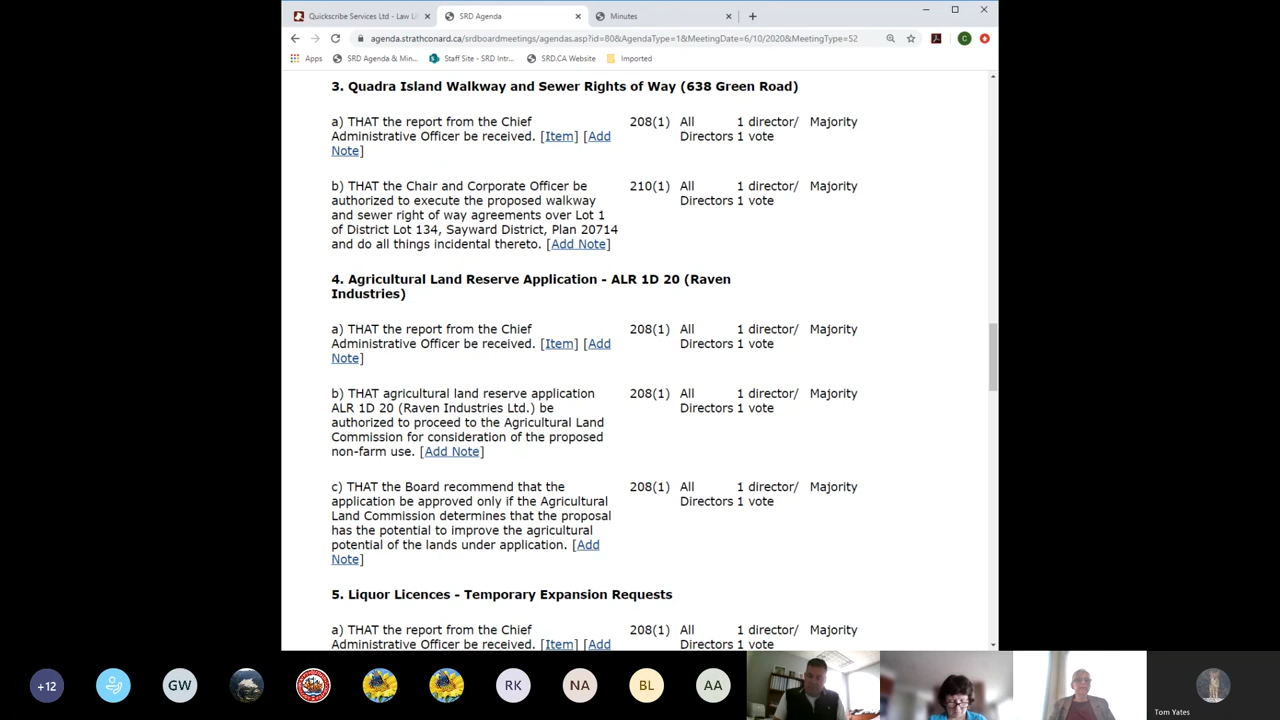 Quickscribe Services Ltd - Law Li
SRD Agenda
Minutes
agenda.strathconard.ca/srdboardmeetings/agendas.asp?id=80&AgendaType=1&MeetingDate=6/10/2020&MeetingType=52
C
Apps
SRD Agenda & Min...
Staff Site - SRD Intr...
SRD.CA Website
Imported
3. Quadra Island Walkway and Sewer Rights of Way (638 Green Road)
a) THAT the report from the Chief 208(1) All 1 director/ Majority
Administrative Officer be received. [Item] [Add Directors 1 vote
Note]
b) THAT the Chair and Corporate Officer be 210(1) All 1 director/ Majority
authorized to execute the proposed walkway Directors 1 vote
and sewer right of way agreements over Lot 1
of District Lot 134, Sayward District, Plan 20714
and do all things incidental thereto. [Add Note]
4. Agricultural Land Reserve Application - ALR 1D 20 (Raven
Industries)
a) THAT the report from the Chief 208(1) All 1 director/ Majority
Administrative Officer be received. [Item] [Add Directors 1 vote
Note]
b) THAT agricultural land reserve application 208(1) All 1 director/ Majority
ALR 1D 20 (Raven Industries Ltd.) be Directors 1 vote
authorized to proceed to the Agricultural Land
Commission for consideration of the proposed
non-farm use. [Add Note]
c) THAT the Board recommend that the 208(1) All 1 director/ Majority
application be approved only if the Agricultural Directors 1 vote
Land Commission determines that the proposal
has the potential to improve the agricultural
potential of the lands under application. [Add
Note]
5. Liquor Licences - Temporary Expansion Requests
a) THAT the report from the Chief 208(1) All 1 director/ Majority
Administrative Officer be received. [Item] [Add Directors 1 vote
+12
GW
RK
NA
BL
AA
Tom Yates